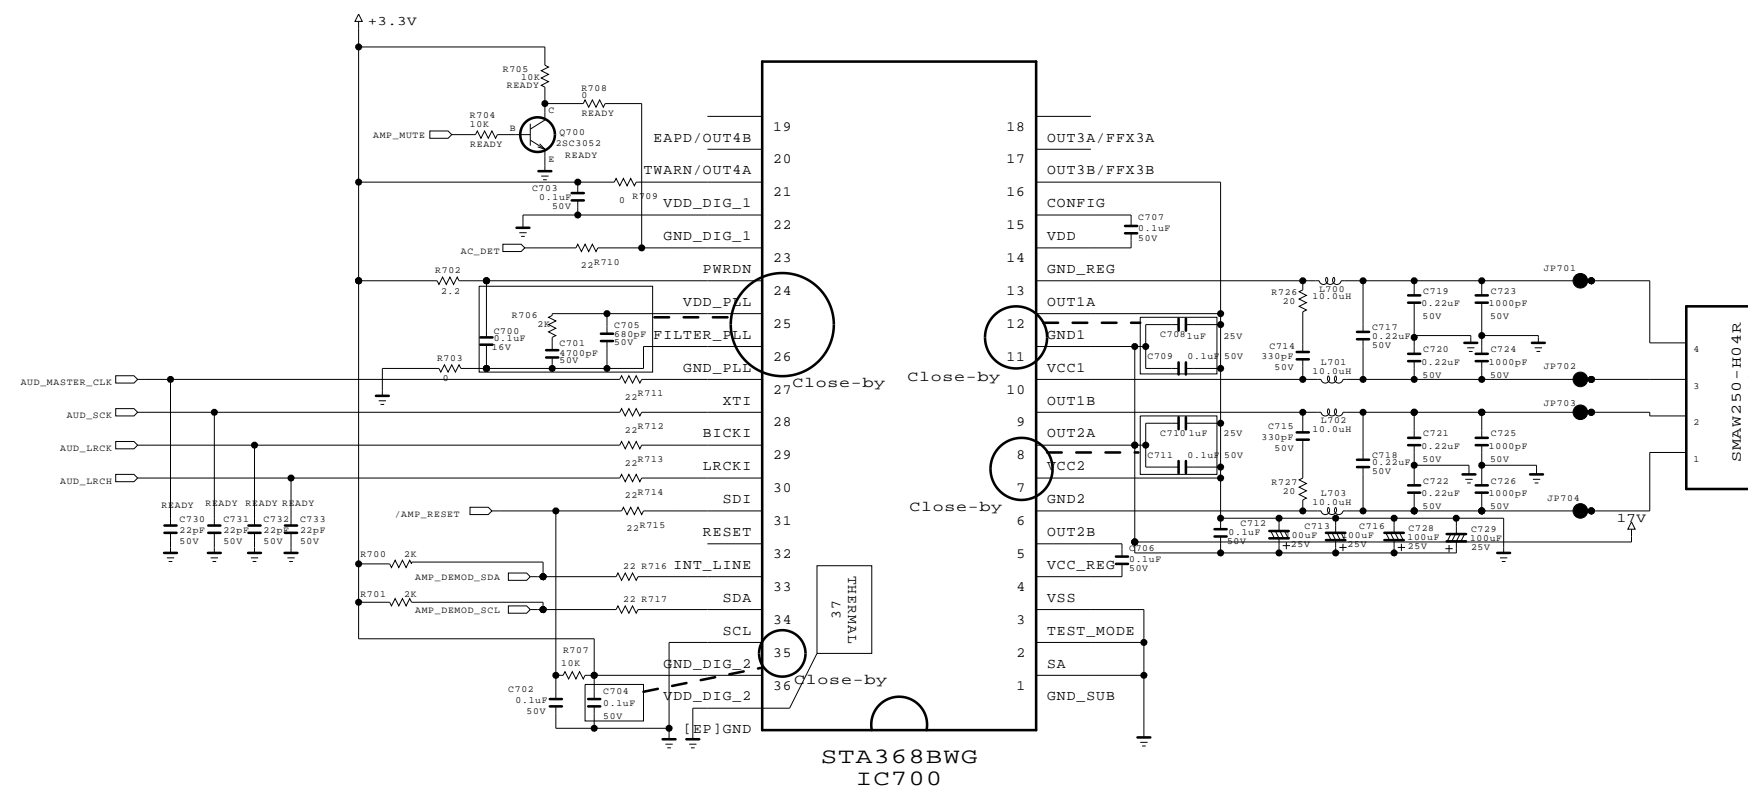 +3.3V
R705
10K
READY
R708
0
READY
C
R704
10K
READY
AMP_MUTE
B
Q700
2SC3052
READY
E
C703
0.1uF
50V
0
R709
AC_DET
22
R710
R702
2.2
R706
2K
C700
0.1uF
16V
C701
4700pF
50V
C705
680pF
50V
R703
0
AUD_MASTER_CLK
22
R711
AUD_SCK
22
R712
AUD_LRCK
22
R713
AUD_LRCH
22
R714
READY
READY
READY
READY
C730
22pF
50V
C731
22pF
50V
C732
22pF
50V
C733
22pF
50V
/AMP_RESET
22
R715
R700
2K
AMP_DEMOD_SDA
22
R716
R701
2K
AMP_DEMOD_SCL
22
R717
R707
10K
C702
0.1uF
50V
C704
0.1uF
50V
19
EAPD/OUT4B
20
TWARN/OUT4A
21
VDD_DIG_1
22
GND_DIG_1
23
PWRDN
24
VDD_PLL
25
FILTER_PLL
26
GND_PLL
Close-by
27
XTI
28
BICKI
29
LRCKI
30
SDI
31
RESET
32
INT_LINE
33
SDA
34
SCL
35
GND_DIG_2
36
Close-by
VDD_DIG_2
[EP]GND
THERMAL
37
18
OUT3A/FFX3A
17
OUT3B/FFX3B
16
CONFIG
15
VDD
14
GND_REG
13
OUT1A
12
GND1
11
VCC1
Close-by
10
OUT1B
9
OUT2A
8
VCC2
7
GND2
Close-by
6
OUT2B
5
VCC_REG
4
VSS
3
TEST_MODE
2
SA
1
GND_SUB
STA368BWG
IC700
C707
0.1uF
50V
C708
1uF
25V
C709
0.1uF
50V
C710
1uF
25V
C711
0.1uF
50V
C706
0.1uF
50V
R726
20
C714
330pF
50V
L700
10.0uH
L701
10.0uH
C717
0.22uF
50V
C719
0.22uF
50V
C720
0.22uF
50V
C723
1000pF
50V
C724
1000pF
50V
C715
330pF
50V
R727
20
L702
10.0uH
L703
10.0uH
C718
0.22uF
50V
C721
0.22uF
50V
C722
0.22uF
50V
C725
1000pF
50V
C726
1000pF
50V
C712
0.1uF
50V
C713
25V
C716
25V
C728
100uF
25V
C729
100uF
25V
17V
JP701
JP702
JP703
JP704
4
3
2
1
SMAW250-H04R